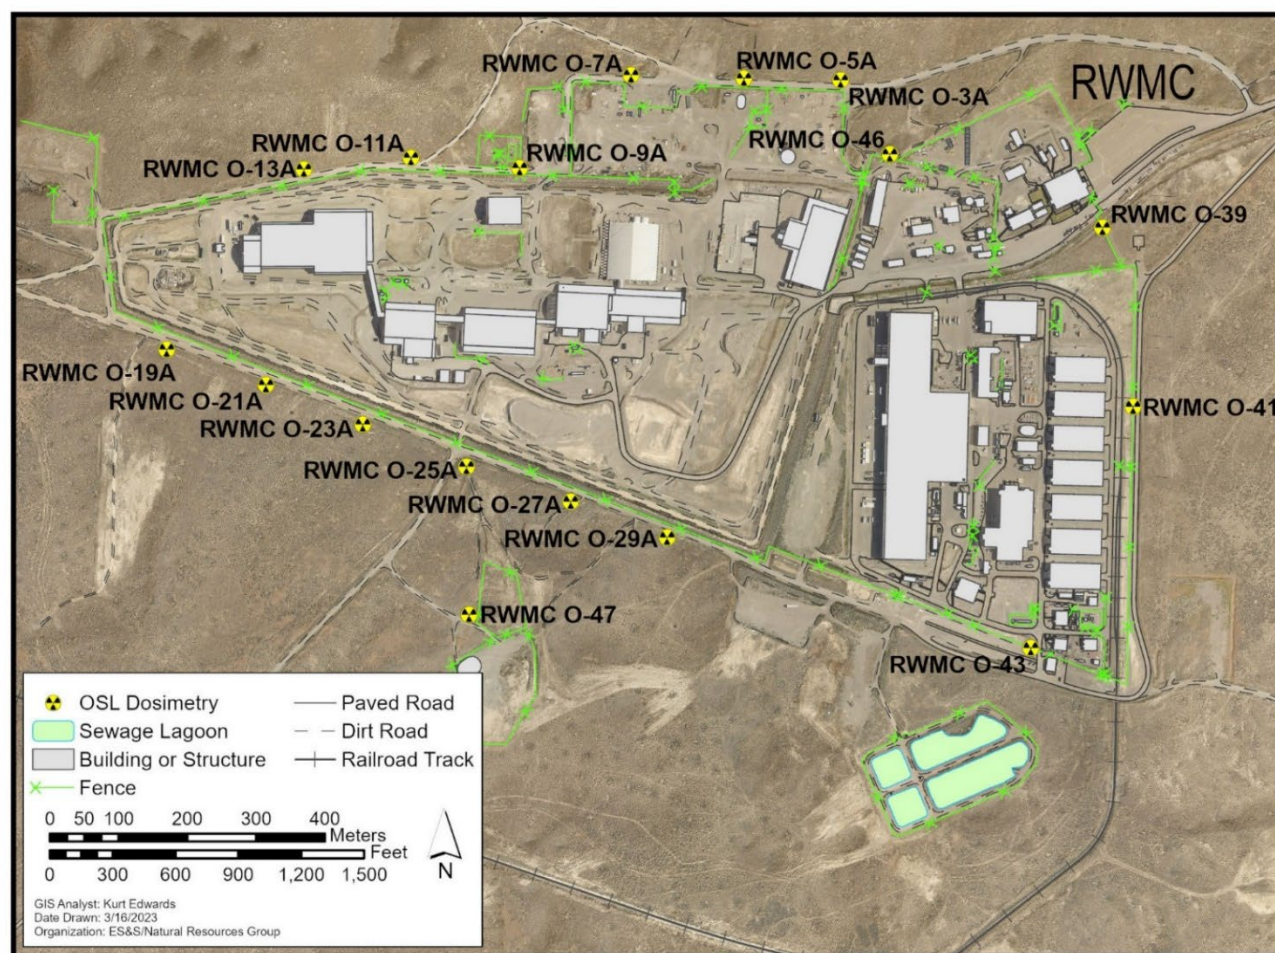 RWMC
RWMC O-7A
RWMC O-5A
RWMC O-3A
RWMC O-46
RWMC O-11A
RWMC O-13A
RWMC O-9A
RWMC O-39
RWMC O-19A
RWMC O-21A
RWMC O-41
RWMC O-23A
RWMC O-25A
RWMC O-27A
RWMC O-29A
RWMC O-47
RWMC O-43
OSL Dosimetry
Paved Road
Sewage Lagoon
Dirt Road
Building or Structure
Railroad Track
Fence
0 50 100 200 300 400
Meters
Feet
0 300 600 900 1,200 1,500
N
GIS Analyst: Kurt Edwards
Date Drawn: 3/16/2023
Organization: ES&S/Natural Resources Group